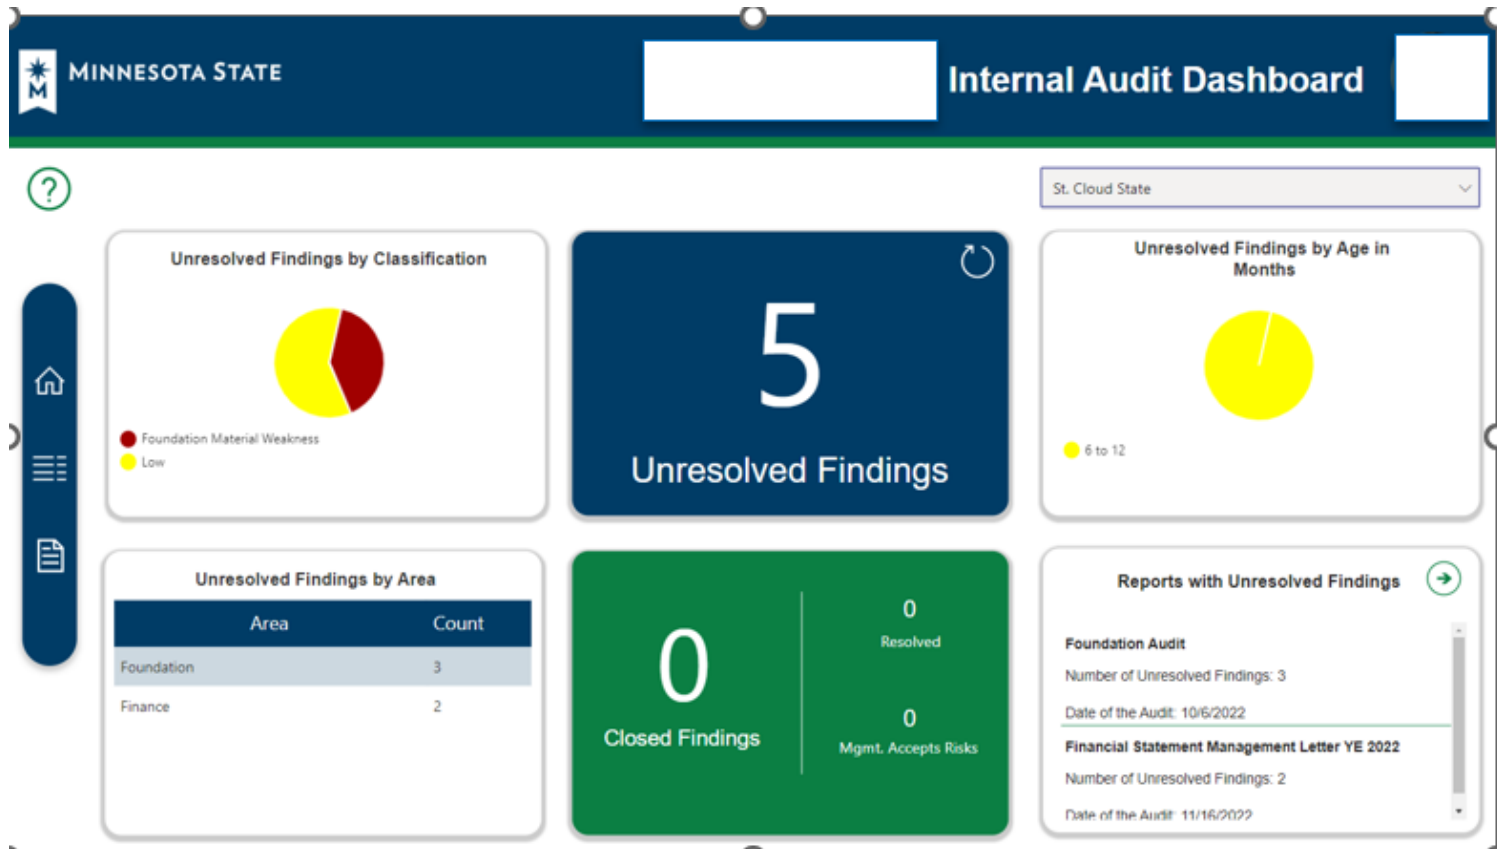 MINNESOTA STATE
M
Internal Audit Dashboard
?
St. Cloud State
Unresolved Findings by Classification
Foundation Material Weakness
Low
5
Unresolved Findings
Unresolved Findings by Age in
Months
6 to 12
Unresolved Findings by Area
Area Count
Foundation 3
Finance 2
0
Closed Findings
0
Resolved
0
Mgmt. Accepts Risks
Reports with Unresolved Findings
Foundation Audit
Number of Unresolved Findings: 3
Date of the Audit: 10/6/2022
Financial Statement Management Letter YE 2022
Number of Unresolved Findings: 2
Date of the Audit: 11/16/2022